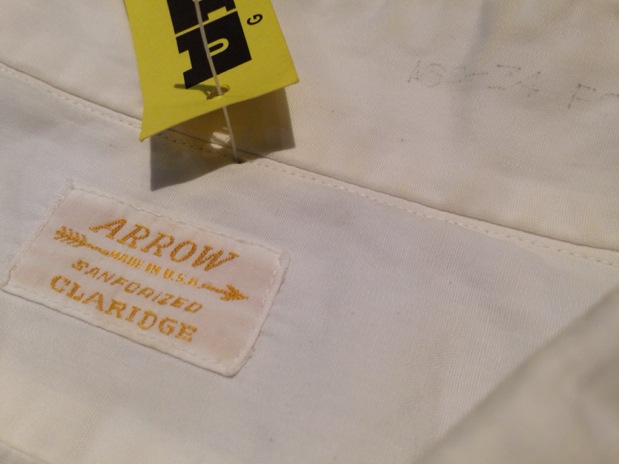 G
ARROW
MADE IN U.S.A.
SANFORIZED
CLARIDGE